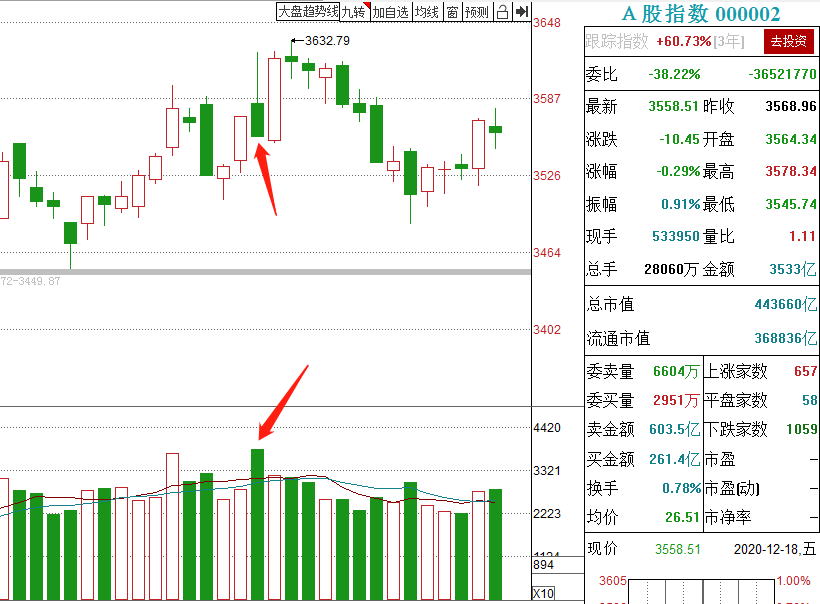 大盘趋势线 九转 加自选 均线 窗 预测
3632.79
3648
3587
3526
3464
72-3449.87
3402
4420
3321
2223
894
X10
A股指数 000002
跟踪指数 +60.73% [3年] 去投资
委比 -38.22% -36521770
最新 3558.51 昨收 3568.96
涨跌 -10.45 开盘 3564.34
涨幅 -0.29% 最高 3578.34
振幅 0.91% 最低 3545.74
现手 533950 量比 1.11
总手 28060万 金额 3533亿
总市值 443660亿
流通市值 368836亿
委卖量 6604万 上涨家数 657
委买量 2951万 平盘家数 58
卖金额 603.5亿 下跌家数 1059
买金额 261.4亿 市盈 –
换手 0.78% 市盈(动) –
均价 26.51 市净率 –
现价 3558.51 2020-12-18,五
3605 1.00%